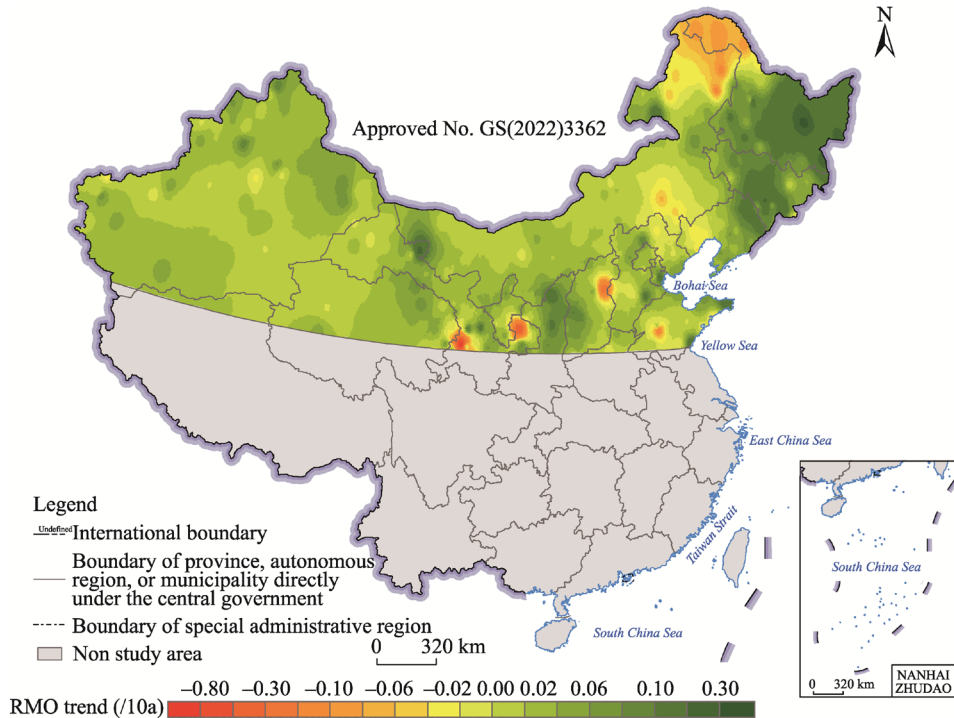 N
Approved No. GS(2022)3362
Bohai Sea
Yellow Sea
East China Sea
Taiwan Strait
South China Sea
Legend
Undefined International boundary
Boundary of province, autonomous
region, or municipality directly
under the central government
Boundary of special administrative region
Non study area
0 320 km
South China Sea
0 320 km
NANHAI
ZHUDAO
−0.80 −0.30 −0.10 −0.06 −0.02 0.00 0.02 0.06 0.10 0.30
RMO trend (/10a)